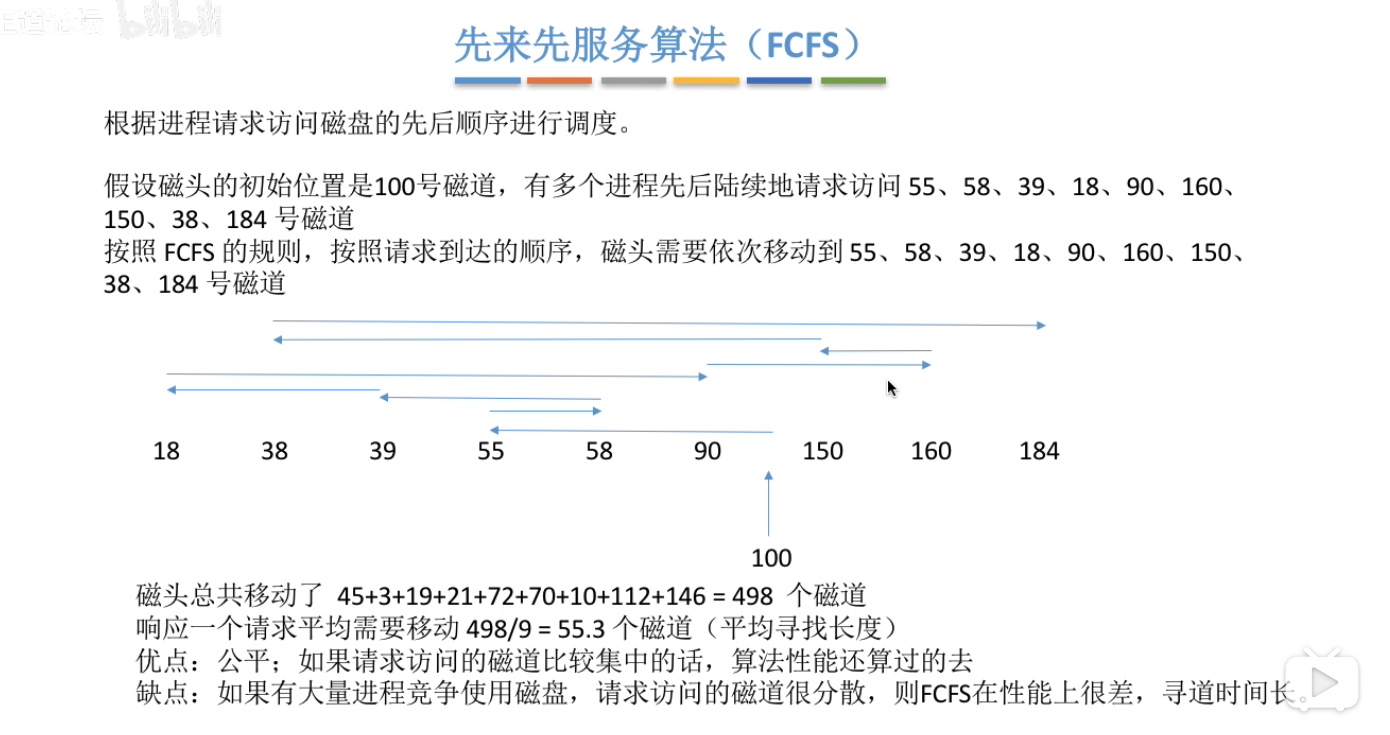 bilibili
先来先服务算法（FCFS）
根据进程请求访问磁盘的先后顺序进行调度。
假设磁头的初始位置是100号磁道，有多个进程先后陆续地请求访问 55、58、39、18、90、160、
150、38、184 号磁道
按照 FCFS 的规则，按照请求到达的顺序，磁头需要依次移动到 55、58、39、18、90、160、150、
38、184 号磁道
18 38 39 55 58 90 150 160 184
100
磁头总共移动了 45+3+19+21+72+70+10+112+146 = 498 个磁道
响应一个请求平均需要移动 498/9 = 55.3 个磁道（平均寻找长度）
优点：公平；如果请求访问的磁道比较集中的话，算法性能还算过的去
缺点：如果有大量进程竞争使用磁盘，请求访问的磁道很分散，则FCFS在性能上很差，寻道时间长。